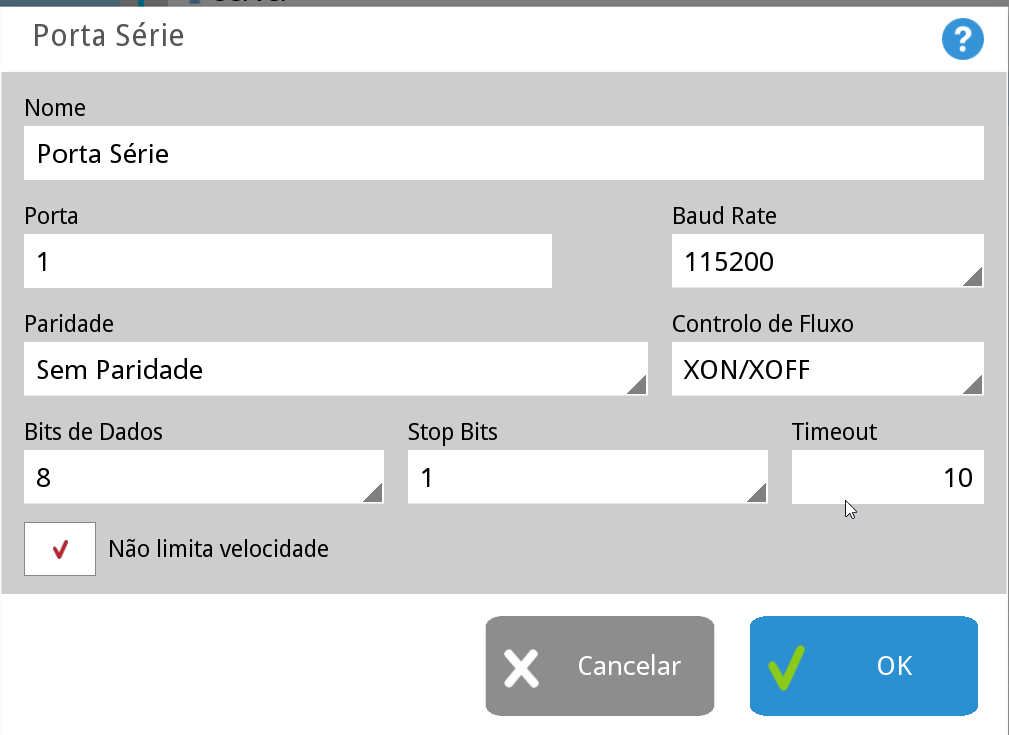 Porta Série
?
Nome
Porta Série
Porta
Baud Rate
1
115200
Paridade
Controlo de Fluxo
Sem Paridade
XON/XOFF
Bits de Dados
Stop Bits
Timeout
8
1
10
Não limita velocidade
Cancelar
OK